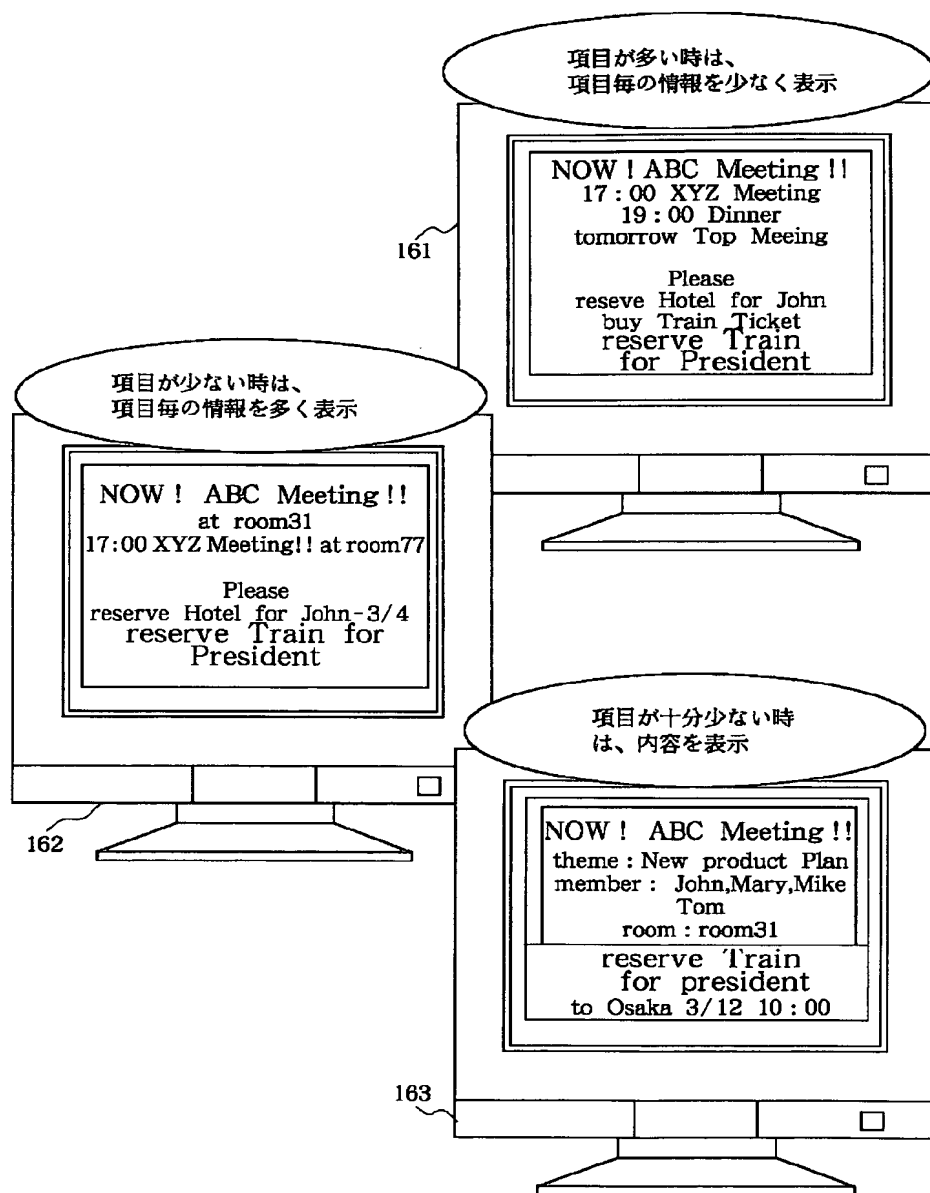 項目が多い時は、
項目毎の情報を少なく表示
NOW ! ABC Meeting !!
17 : 00 XYZ Meeting
19 : 00 Dinner
tomorrow Top Meeing
Please
reseve Hotel for John
buy Train Ticket
reserve Train
for President
161
項目が少ない時は、
項目毎の情報を多く表示
NOW ! ABC Meeting !!
at room31
17:00 XYZ Meeting!! at room77
Please
reserve Hotel for John-3/4
reserve Train for
President
162
項目が十分少ない時
は、内容を表示
NOW ! ABC Meeting !!
theme : New product Plan
member : John,Mary,Mike
Tom
room : room31
reserve Train
for president
to Osaka 3/12 10 : 00
163